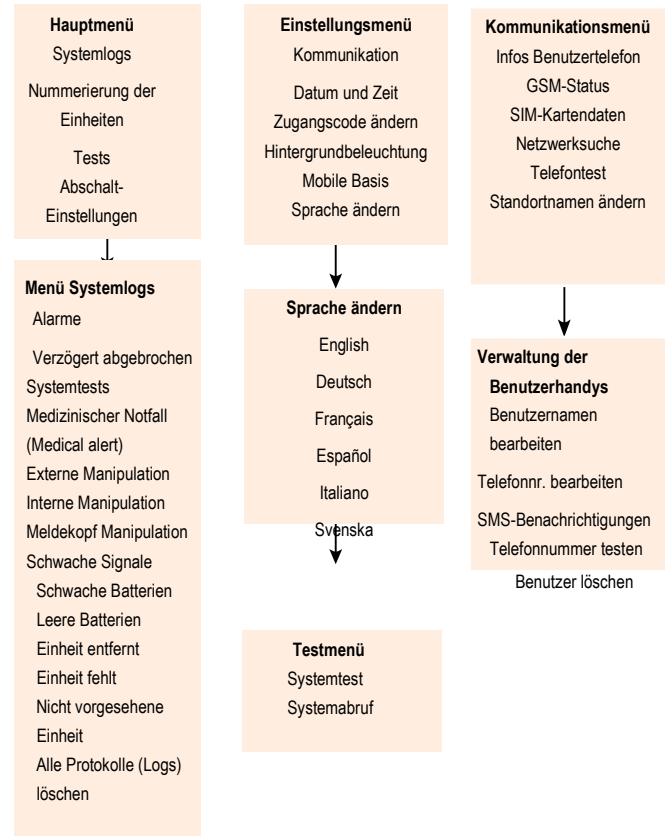 Hauptmenü
Systemlogs
Nummerierung der
Einheiten
Tests
Abschalt-
Einstellungen
Menü Systemlogs
Alarme
Verzögert abgebrochen
Systemtests
Medizinischer Notfall
(Medical alert)
Externe Manipulation
Interne Manipulation
Meldekopf Manipulation
Schwache Signale
Schwache Batterien
Leere Batterien
Einheit entfernt
Einheit fehlt
Nicht vorgesehene
Einheit
Alle Protokolle (Logs)
löschen
Einstellungsmenü
Kommunikation
Datum und Zeit
Zugangscode ändern
Hintergrundbeleuchtung
Mobile Basis
Sprache ändern
Sprache ändern
English
Deutsch
Français
Español
Italiano
Svenska
Testmenü
Systemtest
Systemabruf
Kommunikationsmenü
Infos Benutzertelefon
GSM-Status
SIM-Kartendaten
Netzwerksuche
Telefontest
Standortnamen ändern
Verwaltung der
Benutzerhandys
Benutzernamen
bearbeiten
Telefonnr. bearbeiten
SMS-Benachrichtigungen
Telefonnummer testen
Benutzer löschen